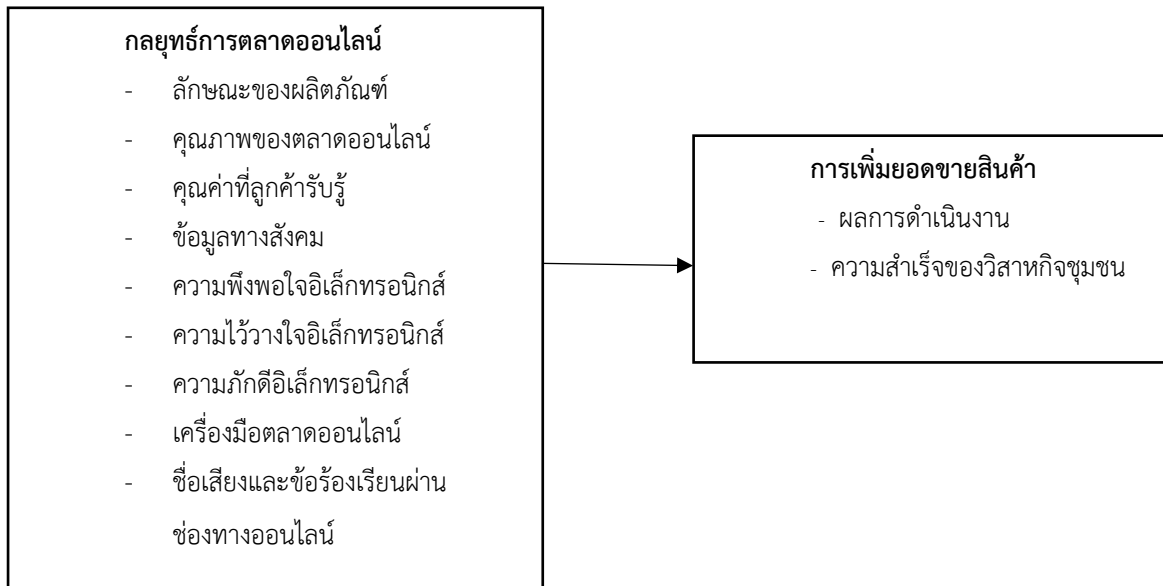 กลยุทธ์การตลาดออนไลน์
- ลักษณะของผลิตภัณฑ์
- คุณภาพของตลาดออนไลน์
- คุณค่าที่ลูกค้ารับรู้
- ข้อมูลทางสังคม
- ความพึงพอใจอิเล็กทรอนิกส์
- ความไว้วางใจอิเล็กทรอนิกส์
- ความภักดีอิเล็กทรอนิกส์
- เครื่องมือตลาดออนไลน์
- ชื่อเสียงและข้อร้องเรียนผ่าน
ช่องทางออนไลน์
การเพิ่มยอดขายสินค้า
- ผลการดำเนินงาน
- ความสำเร็จของวิสาหกิจชุมชน